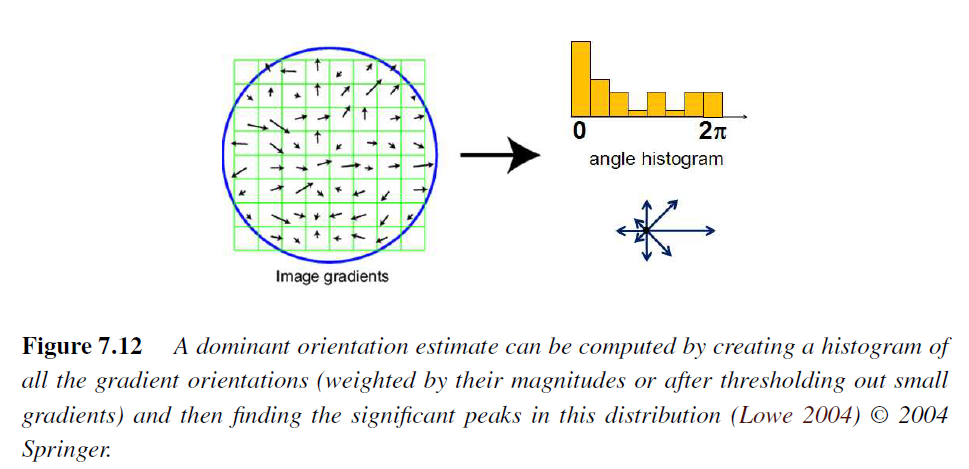 0 2π
angle histogram
Image gradients
Figure 7.12 A dominant orientation estimate can be computed by creating a histogram of
all the gradient orientations (weighted by their magnitudes or after thresholding out small
gradients) and then finding the significant peaks in this distribution (Lowe 2004) © 2004
Springer.